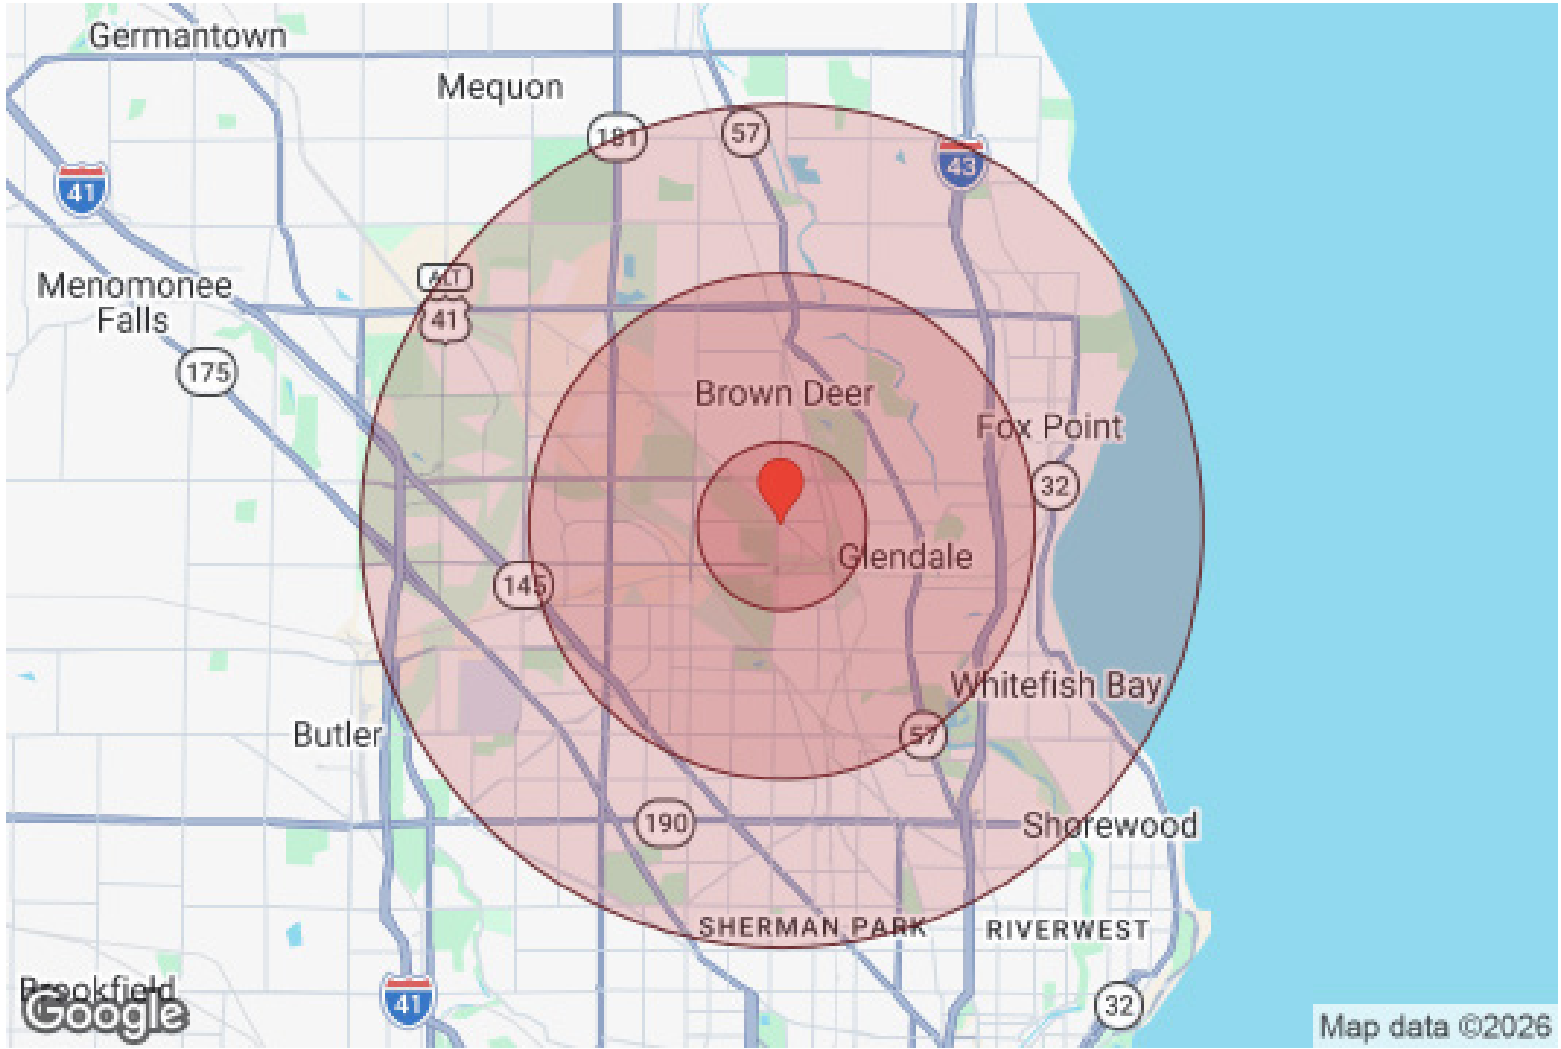 Germantown
Mequon
181
57
43
41
ALT
41
Menomonee
Falls
175
Brown Deer
Fox Point
32
Glendale
145
Whitefish Bay
57
Butler
190
Shorewood
SHERMAN PARK
RIVERWEST
Brookfield
Google
41
32
Map data ©2026